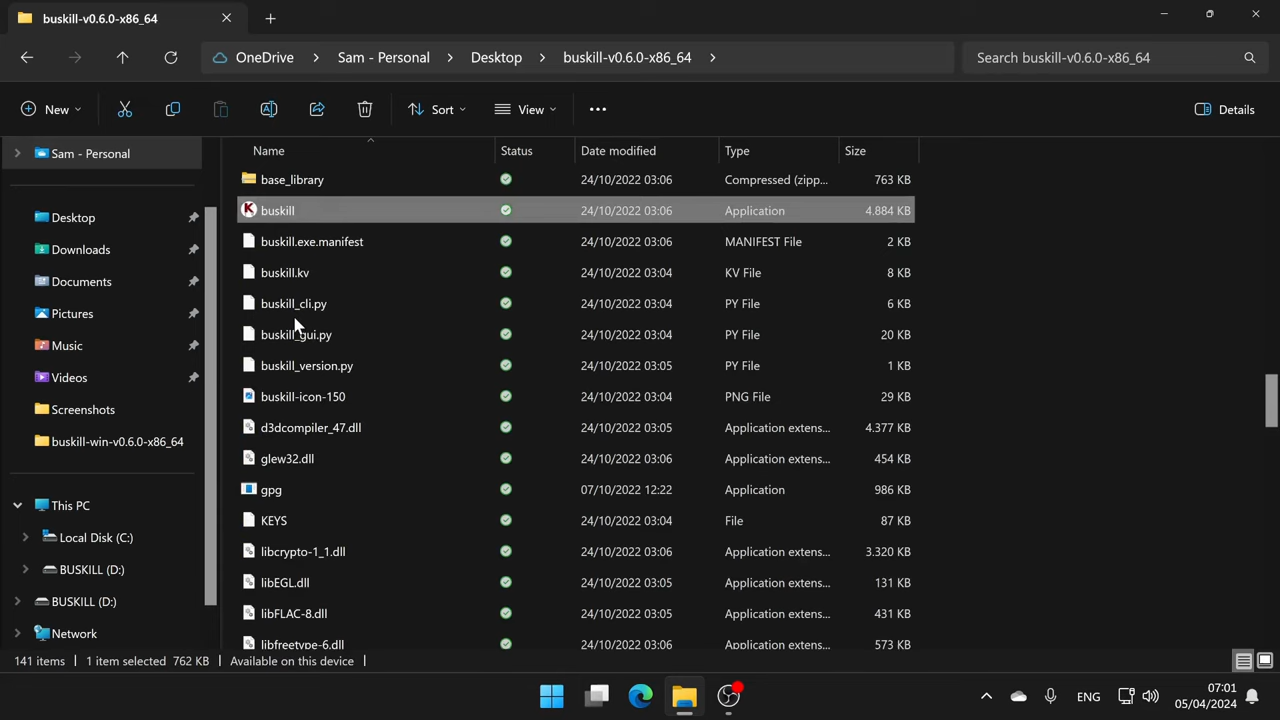 buskill-v0.6.0-x86_64
OneDrive Sam - Personal Desktop buskill-v0.6.0-x86_64 Search buskill-v0.6.0-x86_64
New Sort View Details
Name Status Date modified Type Size
Sam - Personal
Desktop
Downloads
Documents
Pictures
Music
Videos
Screenshots
buskill-win-v0.6.0-x86_64
This PC
Local Disk (C:)
BUSKILL (D:)
BUSKILL (D:)
Network
base_library 24/10/2022 03:06 Compressed (zipp... 763 KB
buskill 24/10/2022 03:06 Application 4.884 KB
buskill.exe.manifest 24/10/2022 03:06 MANIFEST File 2 KB
buskill.kv 24/10/2022 03:04 KV File 8 KB
buskill_cli.py 24/10/2022 03:04 PY File 6 KB
buskill_gui.py 24/10/2022 03:04 PY File 20 KB
buskill_version.py 24/10/2022 03:05 PY File 1 KB
buskill-icon-150 24/10/2022 03:04 PNG File 29 KB
d3dcompiler_47.dll 24/10/2022 03:05 Application extens... 4.377 KB
glew32.dll 24/10/2022 03:06 Application extens... 454 KB
gpg 07/10/2022 12:22 Application 986 KB
KEYS 24/10/2022 03:04 File 87 KB
libcrypto-1_1.dll 24/10/2022 03:06 Application extens... 3.320 KB
libEGL.dll 24/10/2022 03:05 Application extens... 131 KB
libFLAC-8.dll 24/10/2022 03:05 Application extens... 431 KB
libfreetype-6.dll 24/10/2022 03:06 Application extens... 573 KB
141 items 1 item selected 762 KB Available on this device
ENG
07:01
05/04/2024